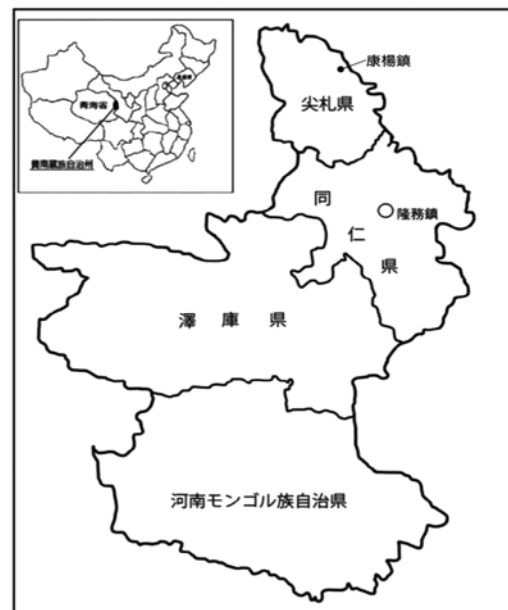 青海省
黄南蔵族自治州
康楊鎮
尖札県
同仁県
隆務鎮
澤庫県
河南モンゴル族自治県